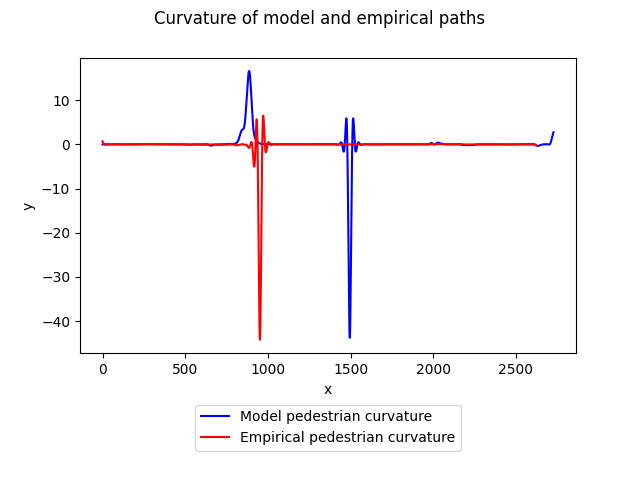 Curvature of model and empirical paths
10
0
−10
−20
−30
−40
y
0 500 1000 1500 2000 2500
x
Model pedestrian curvature
Empirical pedestrian curvature